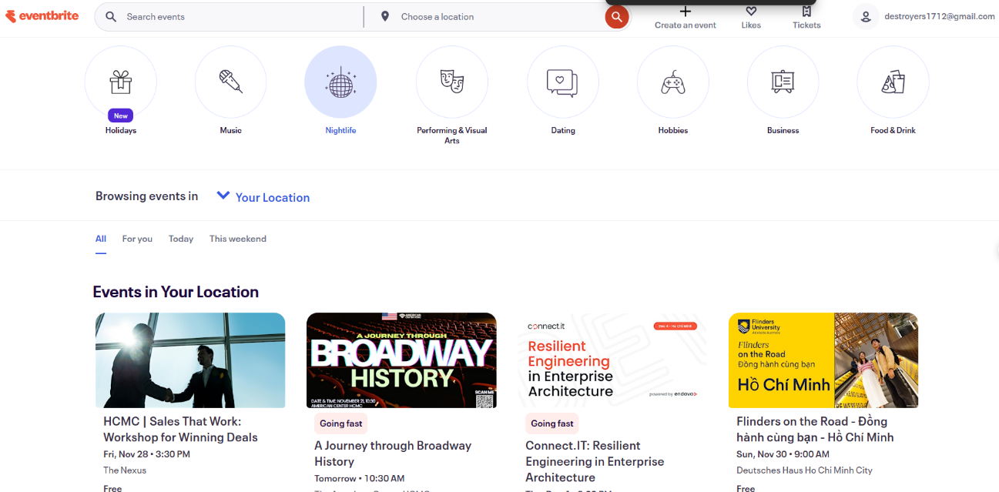 eventbrite
Search events
Choose a location
Create an event
Likes
Tickets
destroyers1712@gmail.com
New
Holidays
Music
Nightlife
Performing & Visual
Arts
Dating
Hobbies
Business
Food & Drink
Browsing events in
Your Location
All
For you
Today
This weekend
Events in Your Location
HCMC | Sales That Work:
Workshop for Winning Deals
Fri, Nov 28 • 3:30 PM
The Nexus
Free
AMERICAN
CENTER HCMC
A JOURNEY THROUGH
BROADWAY
HISTORY
SCAN ME
DATE & TIME: NOVEMBER 21, 10:30
AMERICAN CENTER HCMC
Going fast
A Journey through Broadway
History
Tomorrow • 10:30 AM
connect.it
Dec 4 - Ho Chi Minh
Resilient
Engineering
in Enterprise
Architecture
powered by endava>
Going fast
Connect.IT: Resilient
Engineering in Enterprise
Architecture
Flinders
University
Adelaide, Australia
Flinders
on the Road
Đồng hành cùng bạn
Hồ Chí Minh
Flinders on the Road - Đồng
hành cùng bạn - Hồ Chí Minh
Sun, Nov 30 • 9:00 AM
Deutsches Haus Ho Chi Minh City
Free